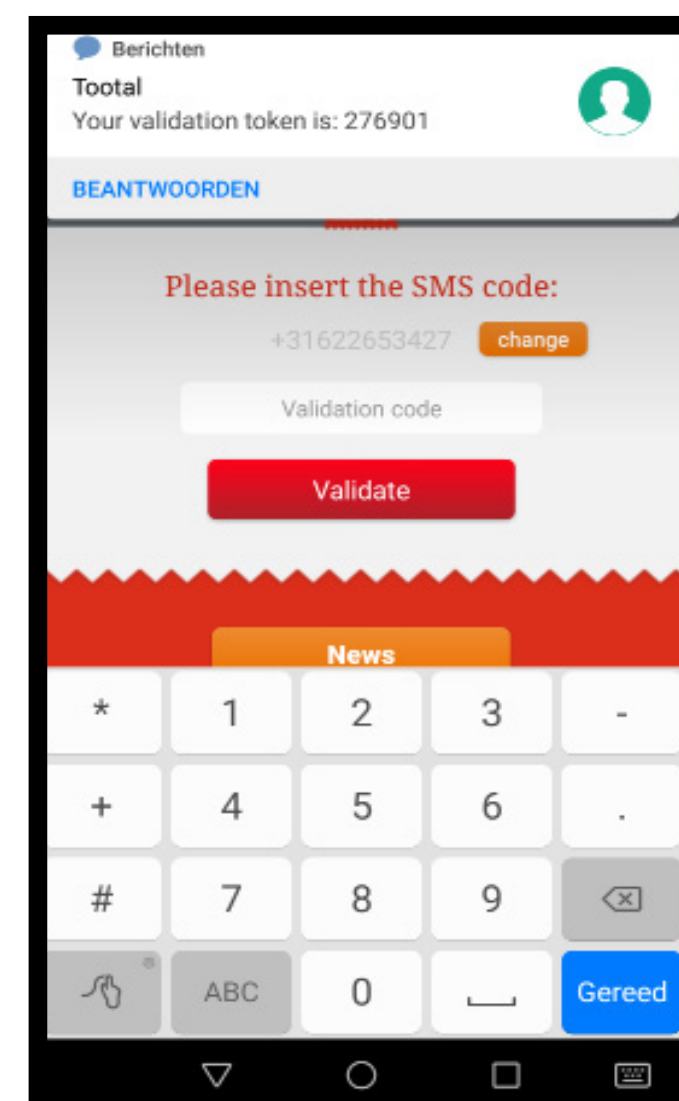 Berichten
Tootal
Your validation token is: 276901
BEANTWOORDEN
Please insert the SMS code:
+31622653427 change
Validation code
Validate
News
* 1 2 3 -
+ 4 5 6 .
# 7 8 9
ABC 0 Gereed